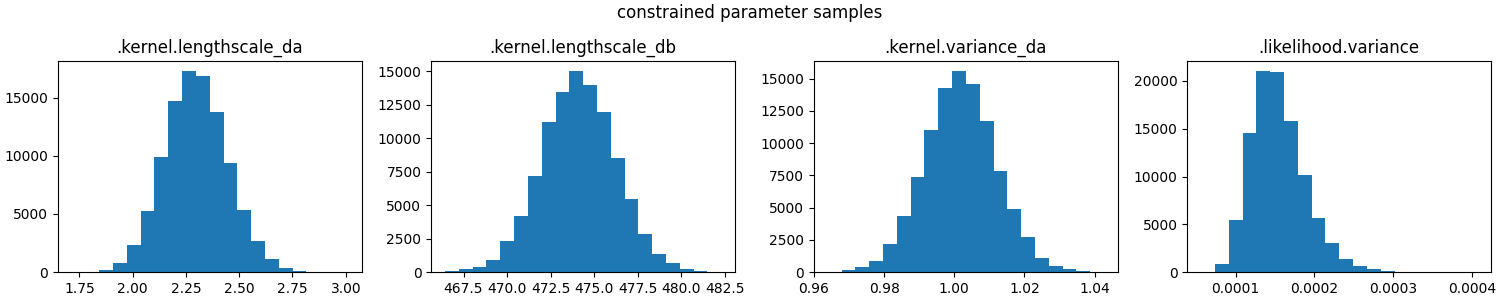 constrained parameter samples
.kernel.lengthscale_da
.kernel.lengthscale_db
.kernel.variance_da
.likelihood.variance
15000
10000
5000
0
1.75 2.00 2.25 2.50 2.75 3.00
15000
12500
10000
7500
5000
2500
0
467.5 470.0 472.5 475.0 477.5 480.0 482.5
15000
12500
10000
7500
5000
2500
0
0.96 0.98 1.00 1.02 1.04
20000
15000
10000
5000
0
0.0001 0.0002 0.0003 0.0004